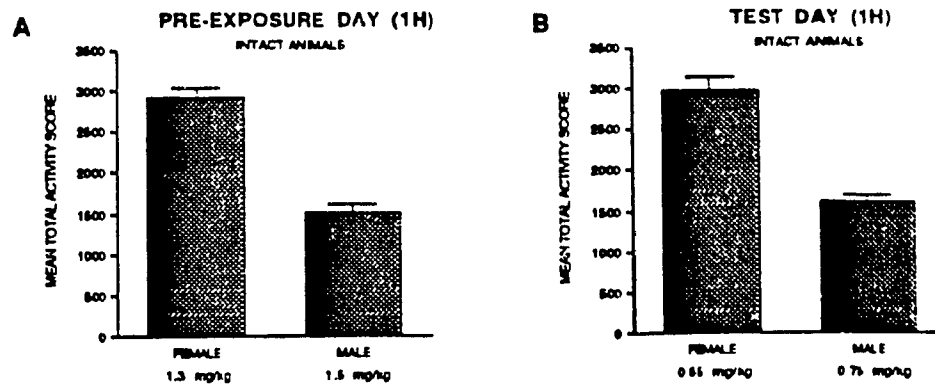 A
PRE-EXPOSURE DAY (1H)
INTACT ANIMALS
MEAN TOTAL ACTIVITY SCORE
3500
3000
2500
2000
1500
1000
500
0
FEMALE
MALE
1.3 mg/kg
1.5 mg/kg
B
TEST DAY (1H)
INTACT ANIMALS
MEAN TOTAL ACTIVITY SCORE
3500
3000
2500
2000
1500
1000
500
0
FEMALE
MALE
0.65 mg/kg
0.75 mg/kg